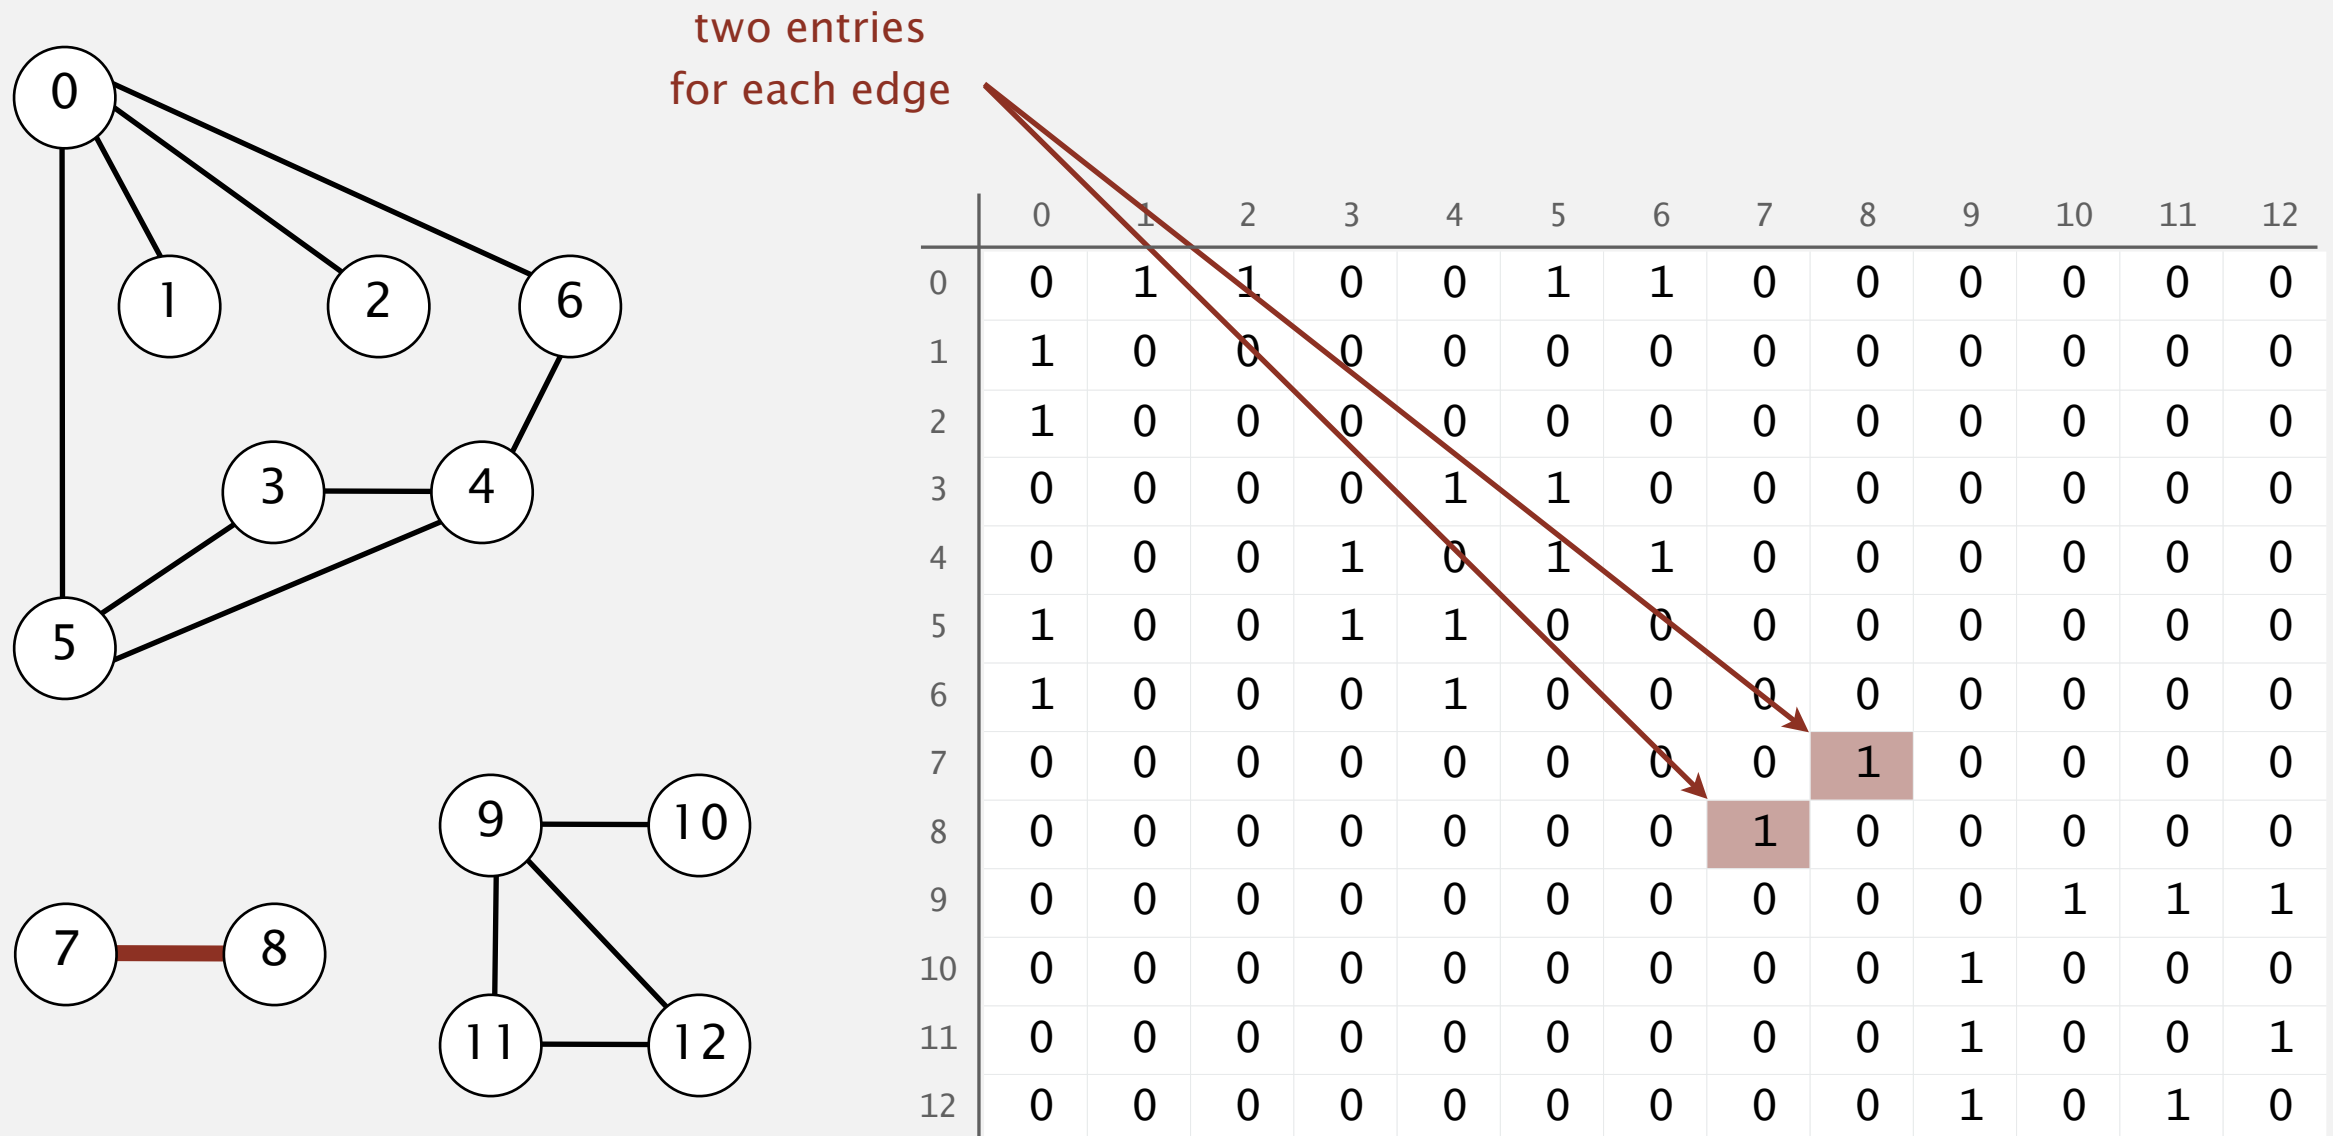 two entries
for each edge
0
1
2
6
3
4
5
9
10
7
8
11
12
0 1 2 3 4 5 6 7 8 9 10 11 12
0 0 1 1 0 0 1 1 0 0 0 0 0 0
1 1 0 0 0 0 0 0 0 0 0 0 0 0
2 1 0 0 0 0 0 0 0 0 0 0 0 0
3 0 0 0 0 1 1 0 0 0 0 0 0 0
4 0 0 0 1 0 1 1 0 0 0 0 0 0
5 1 0 0 1 1 0 0 0 0 0 0 0 0
6 1 0 0 0 1 0 0 0 0 0 0 0 0
7 0 0 0 0 0 0 0 0 1 0 0 0 0
8 0 0 0 0 0 0 0 1 0 0 0 0 0
9 0 0 0 0 0 0 0 0 0 0 1 1 1
10 0 0 0 0 0 0 0 0 0 1 0 0 0
11 0 0 0 0 0 0 0 0 0 1 0 0 1
12 0 0 0 0 0 0 0 0 0 1 0 1 0